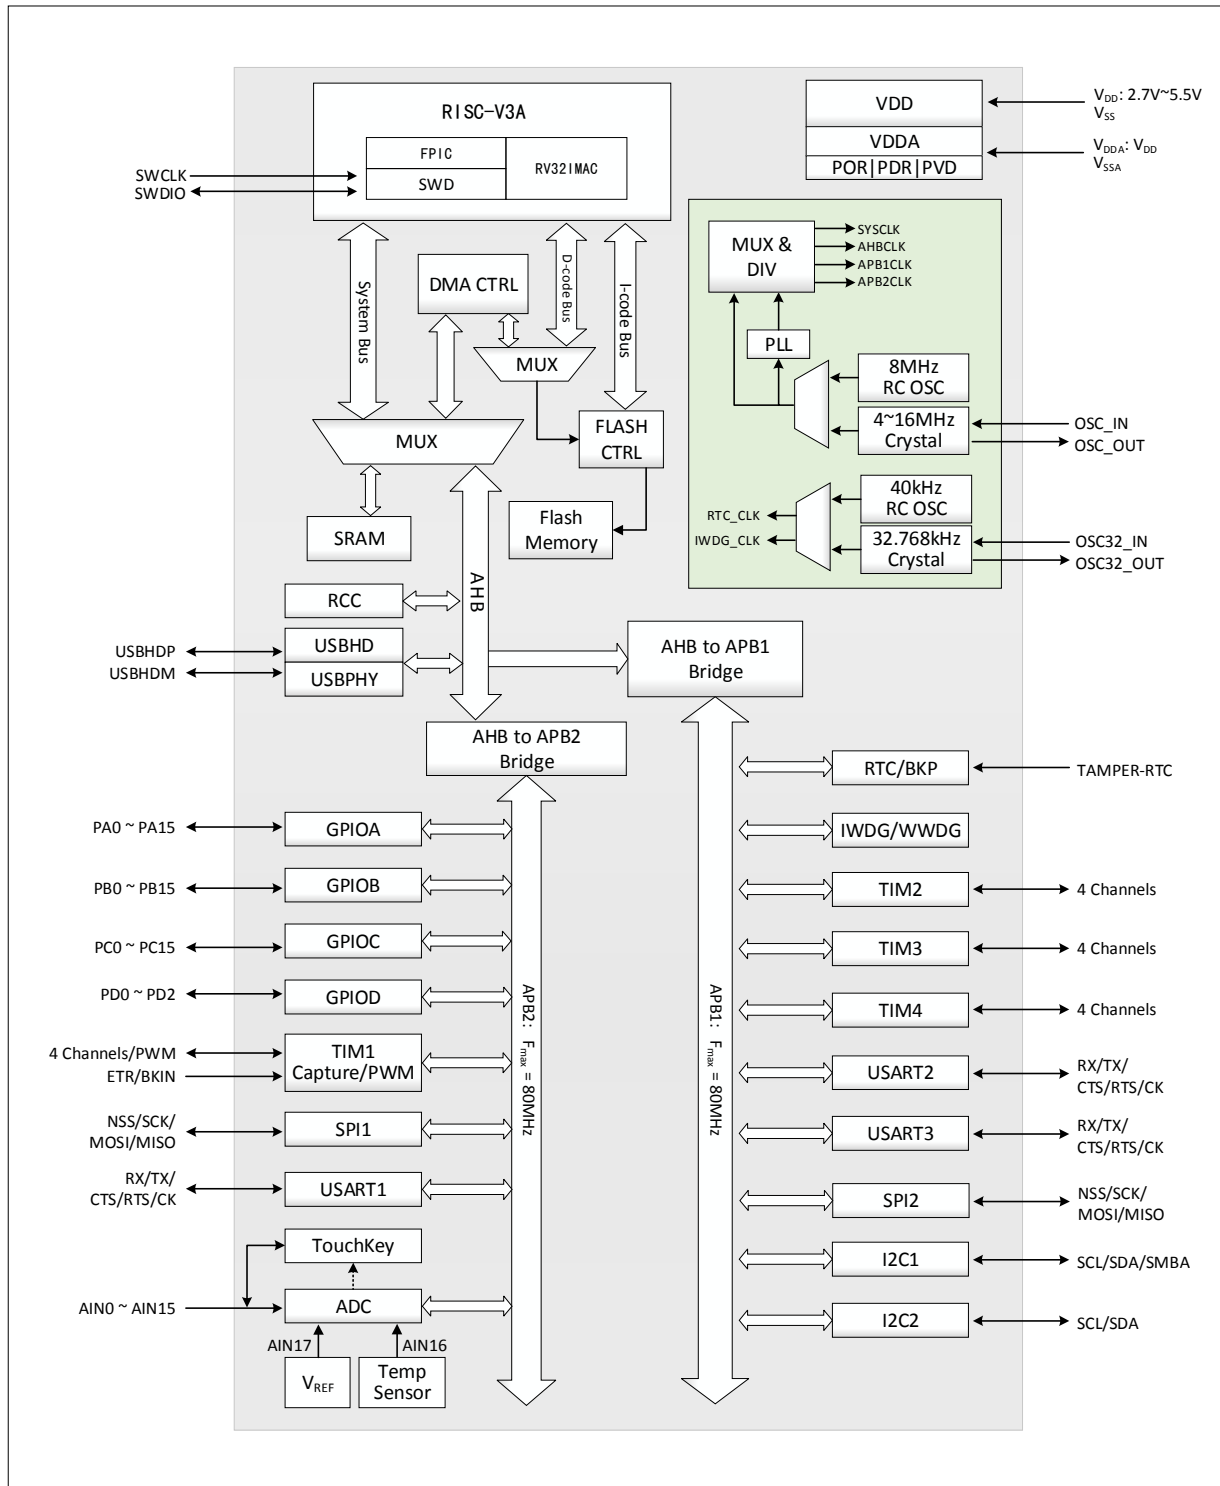 RISC-V3A
FPIC
SWD
RV32IMAC
SWCLK
SWDIO
VDD
VDDA
POR|PDR|PVD
VDD: 2.7V~5.5V
VSS
VDDA: VDD
VSSA
System Bus
DMA CTRL
D-code Bus
I-code Bus
MUX
MUX
FLASH
CTRL
SRAM
Flash
Memory
MUX &
DIV
SYSCLK
AHBCLK
APB1CLK
APB2CLK
PLL
8MHz
RC OSC
4~16MHz
Crystal
OSC_IN
OSC_OUT
40kHz
RC OSC
RTC_CLK
IWDG_CLK
32.768kHz
Crystal
OSC32_IN
OSC32_OUT
AHB
RCC
USBHDP
USBHDM
USBHD
USBPHY
AHB to APB1
Bridge
AHB to APB2
Bridge
PA0 ~ PA15
GPIOA
PB0 ~ PB15
GPIOB
PC0 ~ PC15
GPIOC
PD0 ~ PD2
GPIOD
4 Channels/PWM
ETR/BKIN
TIM1
Capture/PWM
NSS/SCK/
MOSI/MISO
SPI1
RX/TX/
CTS/RTS/CK
USART1
TouchKey
AIN0 ~ AIN15
ADC
AIN17
AIN16
VREF
Temp
Sensor
APB2: Fmax = 80MHz
APB1: Fmax = 80MHz
RTC/BKP
TAMPER-RTC
IWDG/WWDG
TIM2
4 Channels
TIM3
4 Channels
TIM4
4 Channels
USART2
RX/TX/
CTS/RTS/CK
USART3
RX/TX/
CTS/RTS/CK
SPI2
NSS/SCK/
MOSI/MISO
I2C1
SCL/SDA/SMBA
I2C2
SCL/SDA